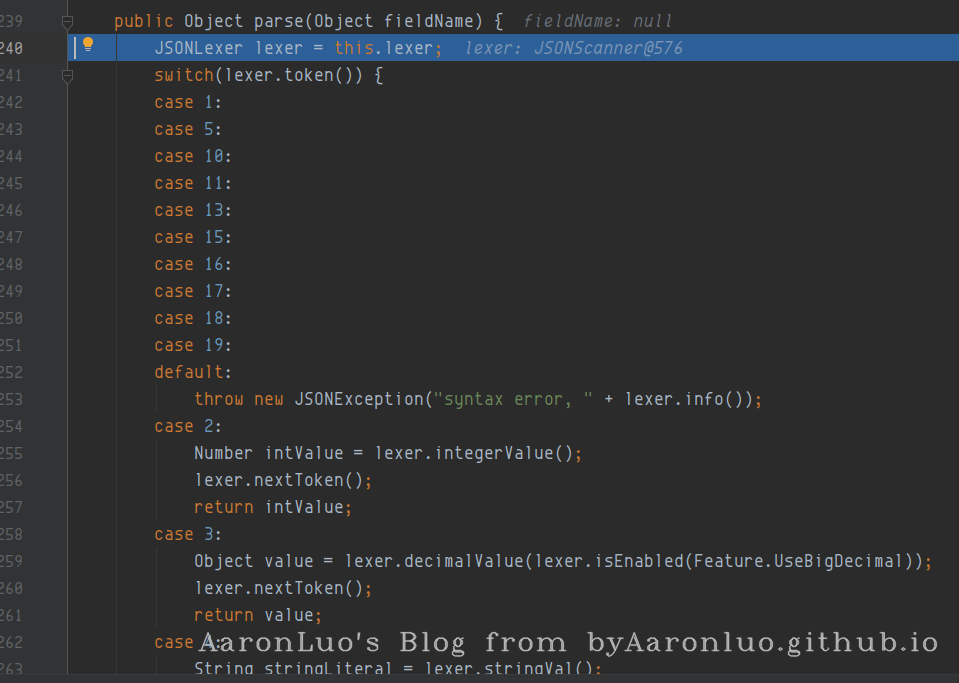 239 public Object parse(Object fieldName) { fieldName: null
240 JSONLexer lexer = this.lexer; lexer: JSONScanner@576
241 switch(lexer.token()) {
242 case 1:
243 case 5:
244 case 10:
245 case 11:
246 case 13:
247 case 15:
248 case 16:
249 case 17:
250 case 18:
251 case 19:
252 default:
253 throw new JSONException("syntax error, " + lexer.info());
254 case 2:
255 Number intValue = lexer.integerValue();
256 lexer.nextToken();
257 return intValue;
258 case 3:
259 Object value = lexer.decimalValue(lexer.isEnabled(Feature.UseBigDecimal));
260 lexer.nextToken();
261 return value;
262 case
AaronLuo's Blog from byAaronluo.github.io
263 String stringLiteral = lexer.stringVal();